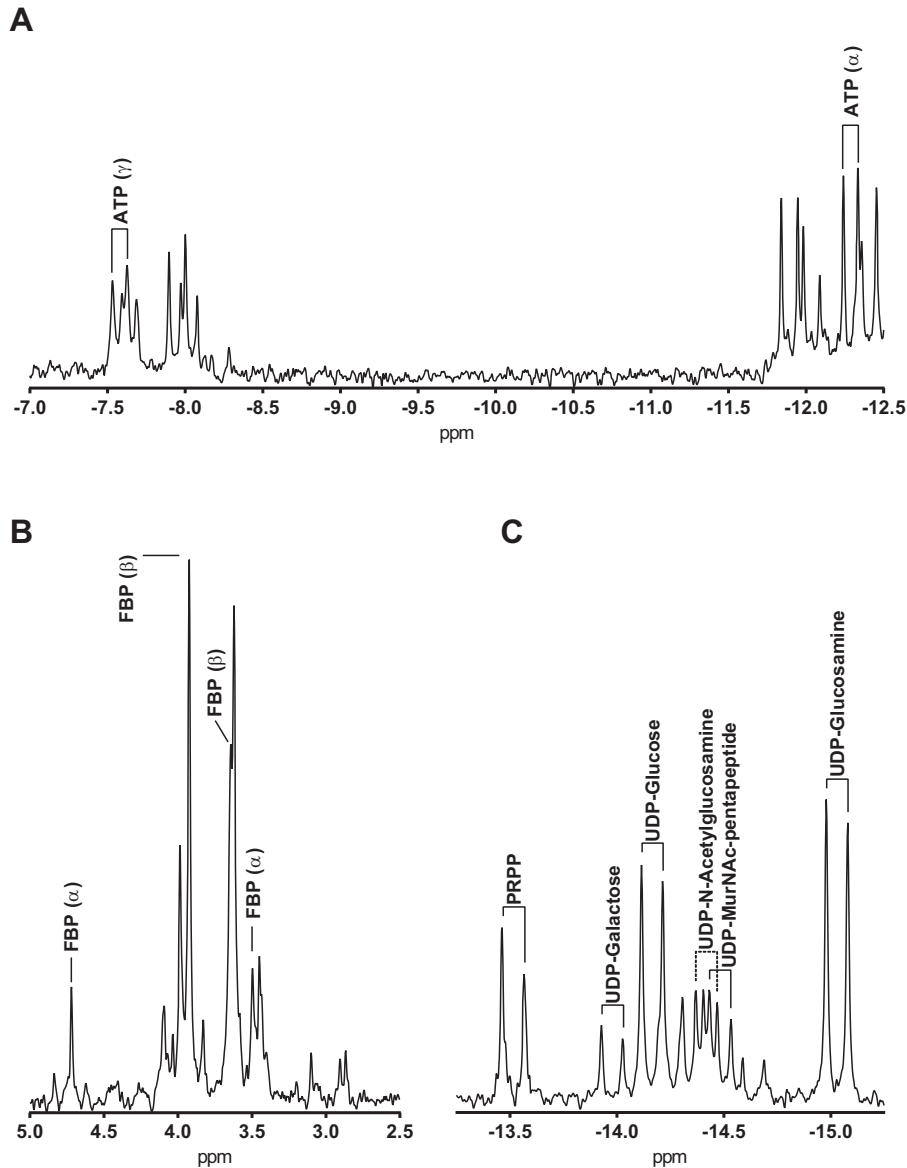 A
ATP (γ)
ATP (α)
-7.0 -7.5 -8.0 -8.5 -9.0 -9.5 -10.0 -10.5 -11.0 -11.5 -12.0 -12.5
ppm
B
FBP (α)
FBP (β)
FBP (β)
FBP (α)
5.0 4.5 4.0 3.5 3.0 2.5
ppm
C
PRPP
UDP-Galactose
UDP-Glucose
UDP-N-Acetylglucosamine
UDP-MurNAc-pentapeptide
UDP-Glucosamine
-13.5 -14.0 -14.5 -15.0
ppm